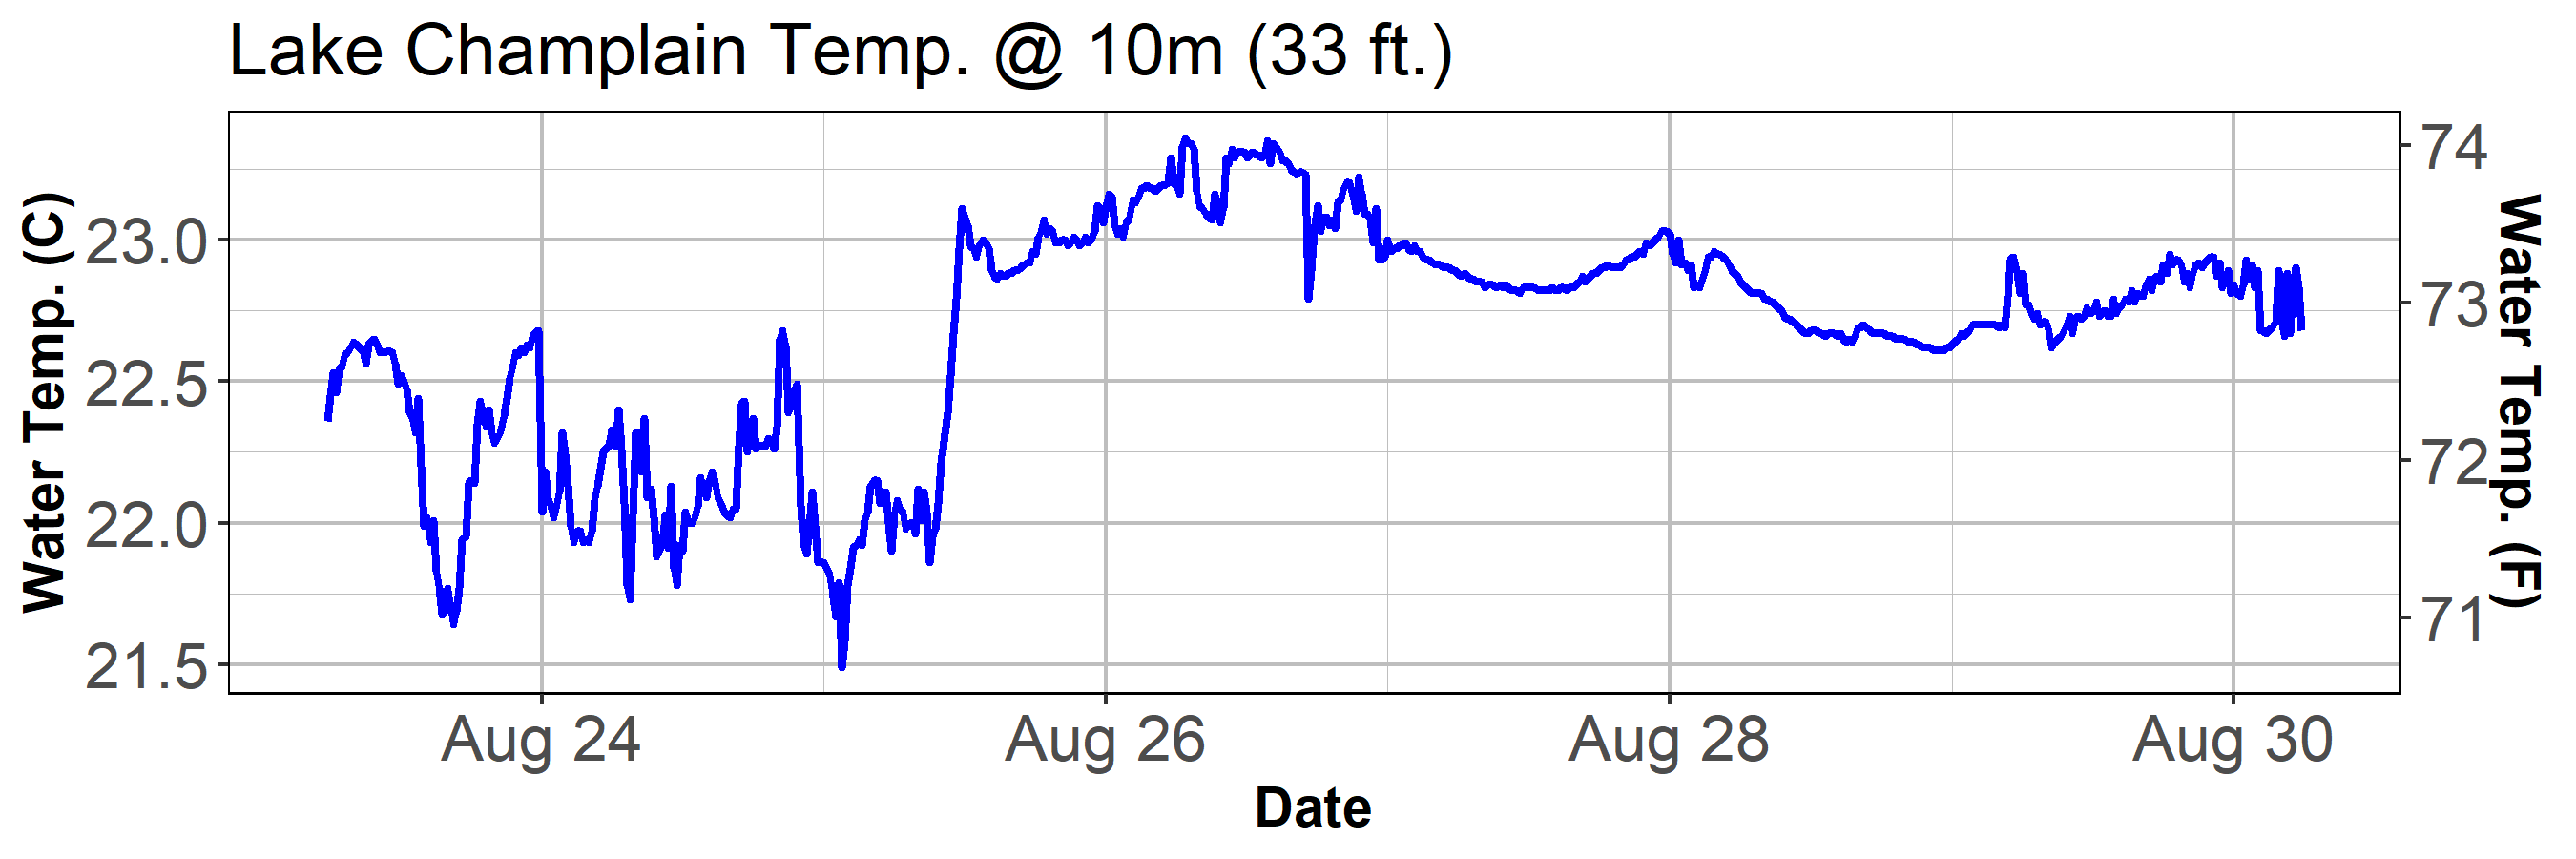 Lake Champlain Temp. @ 10m (33 ft.)
Water Temp. (C)
23.0
22.5
22.0
21.5
74
73
72
71
Water Temp. (F)
Aug 24
Aug 26
Aug 28
Aug 30
Date